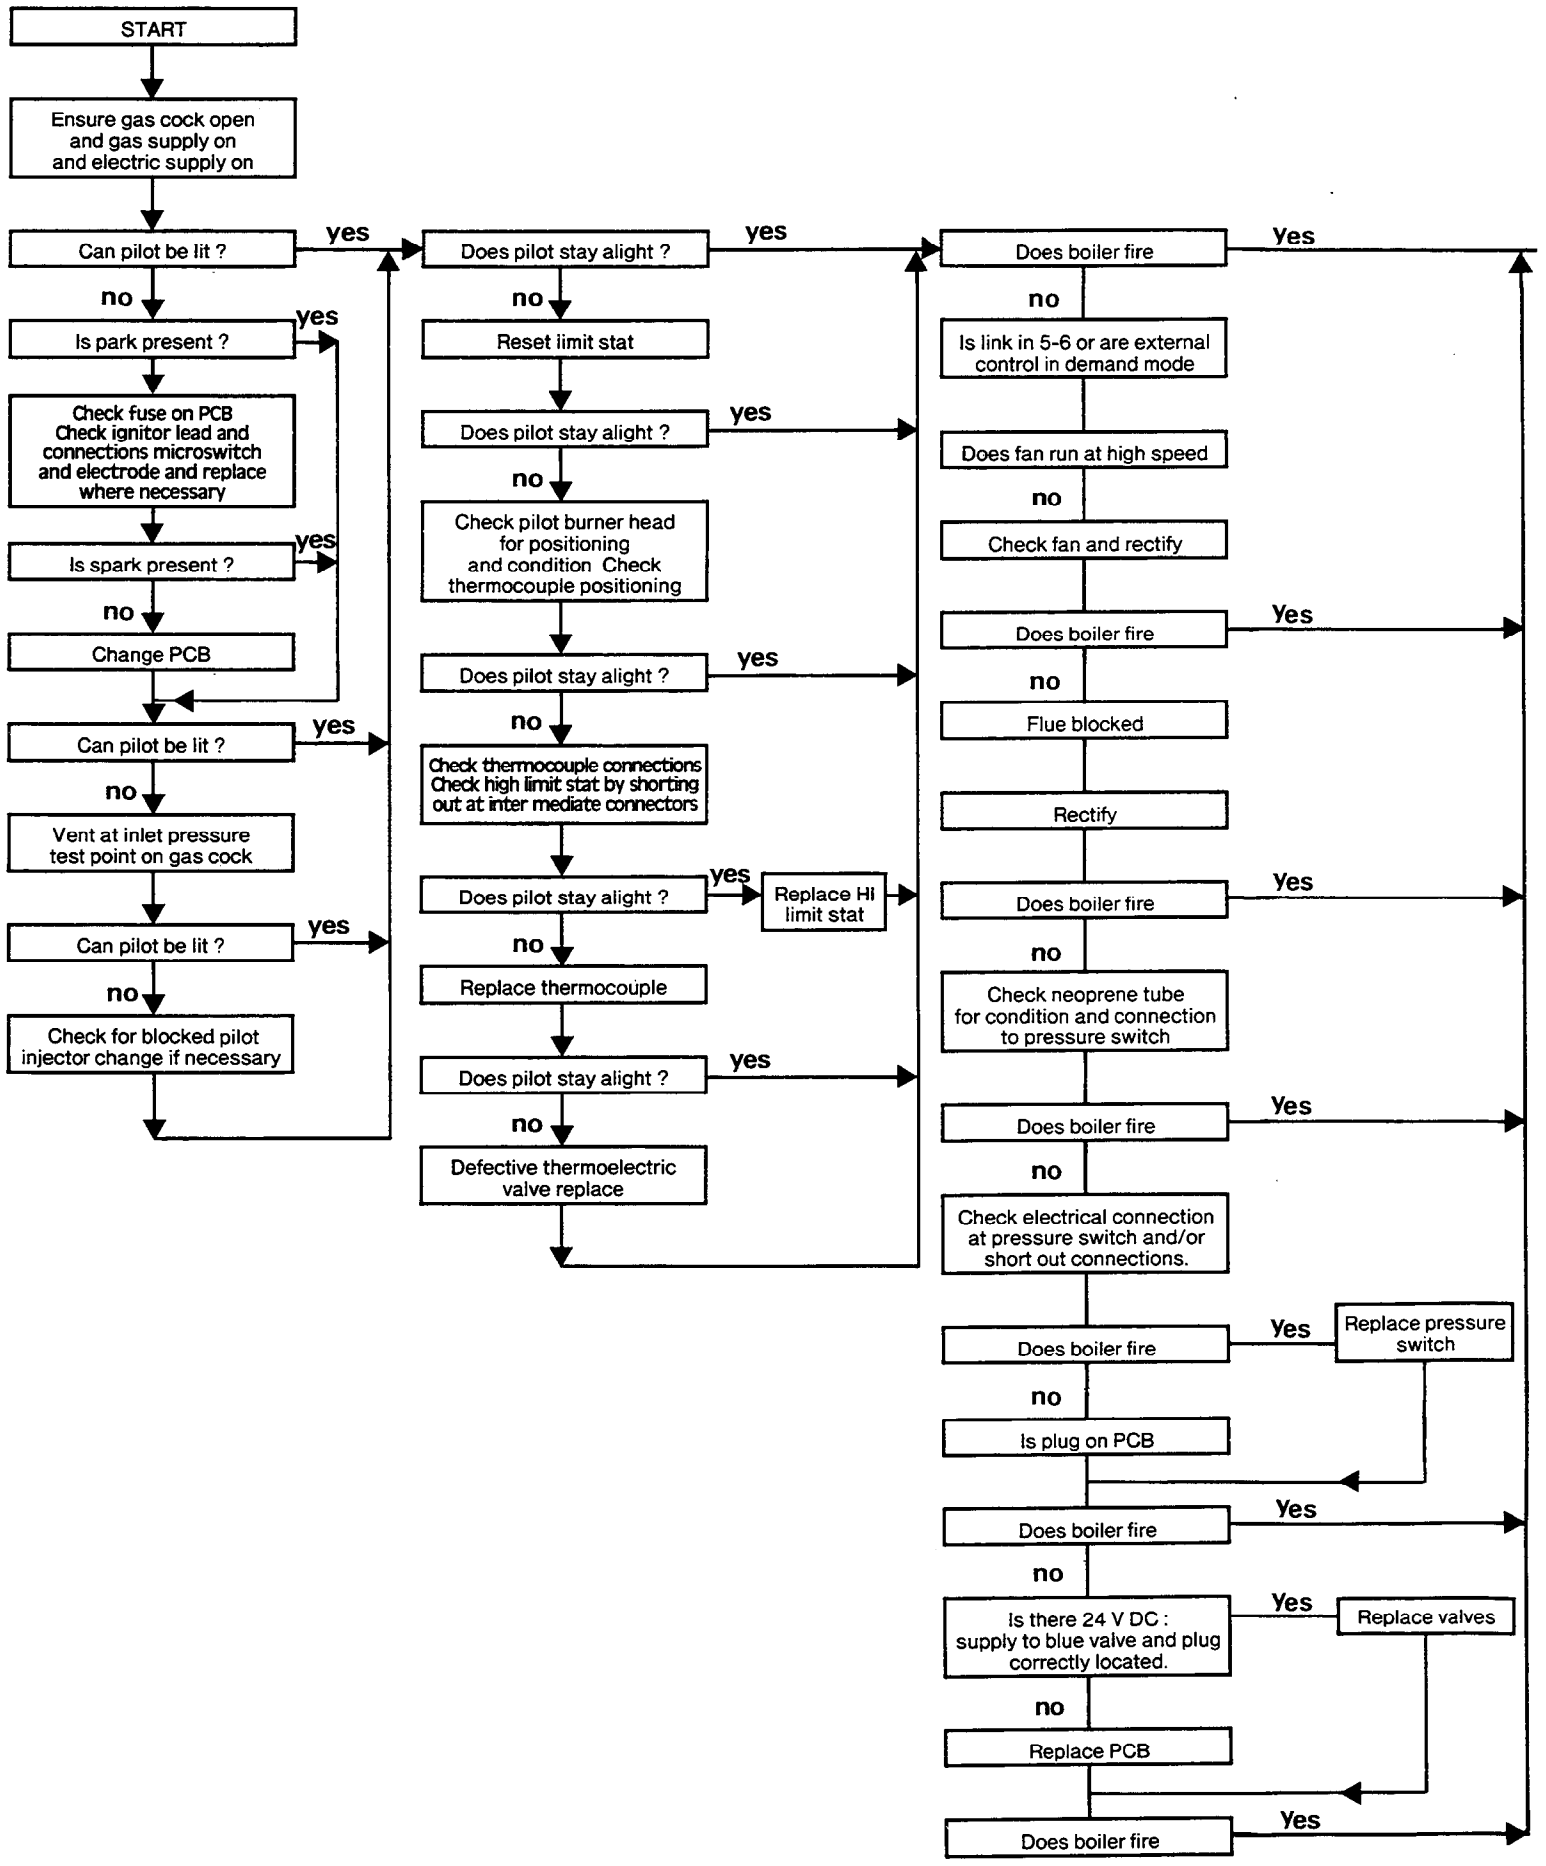 START
Ensure gas cock open
and gas supply on
and electric supply on
Can pilot be lit ?
yes
no
Is park present ?
yes
Check fuse on PCB
Check ignitor lead and
connections microswitch
and electrode and replace
where necessary
Is spark present ?
yes
no
Change PCB
Can pilot be lit ?
yes
no
Vent at inlet pressure
test point on gas cock
Can pilot be lit ?
yes
no
Check for blocked pilot
injector change if necessary
Does pilot stay alight ?
yes
no
Reset limit stat
Does pilot stay alight ?
yes
no
Check pilot burner head
for positioning
and condition Check
thermocouple positioning
Does pilot stay alight ?
yes
no
Check thermocouple connections
Check high limit stat by shorting
out at inter mediate connectors
Does pilot stay alight ?
yes
Replace HI
limit stat
no
Replace thermocouple
Does pilot stay alight ?
yes
no
Defective thermoelectric
valve replace
Does boiler fire
Yes
no
Is link in 5-6 or are external
control in demand mode
Does fan run at high speed
no
Check fan and rectify
Does boiler fire
Yes
no
Flue blocked
Rectify
Does boiler fire
Yes
no
Check neoprene tube
for condition and connection
to pressure switch
Does boiler fire
Yes
no
Check electrical connection
at pressure switch and/or
short out connections.
Does boiler fire
Yes
Replace pressure
switch
no
Is plug on PCB
Does boiler fire
Yes
no
Is there 24 V DC :
supply to blue valve and plug
correctly located.
Yes
Replace valves
no
Replace PCB
Does boiler fire
Yes